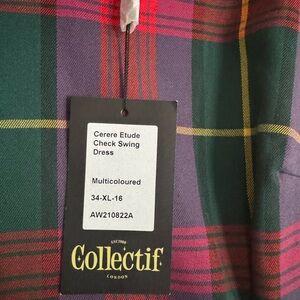 Cerere Etude
Check Swing
Dress
Multicoloured
34-XL-16
AW210822A
EST.2000
Collectif
LONDON